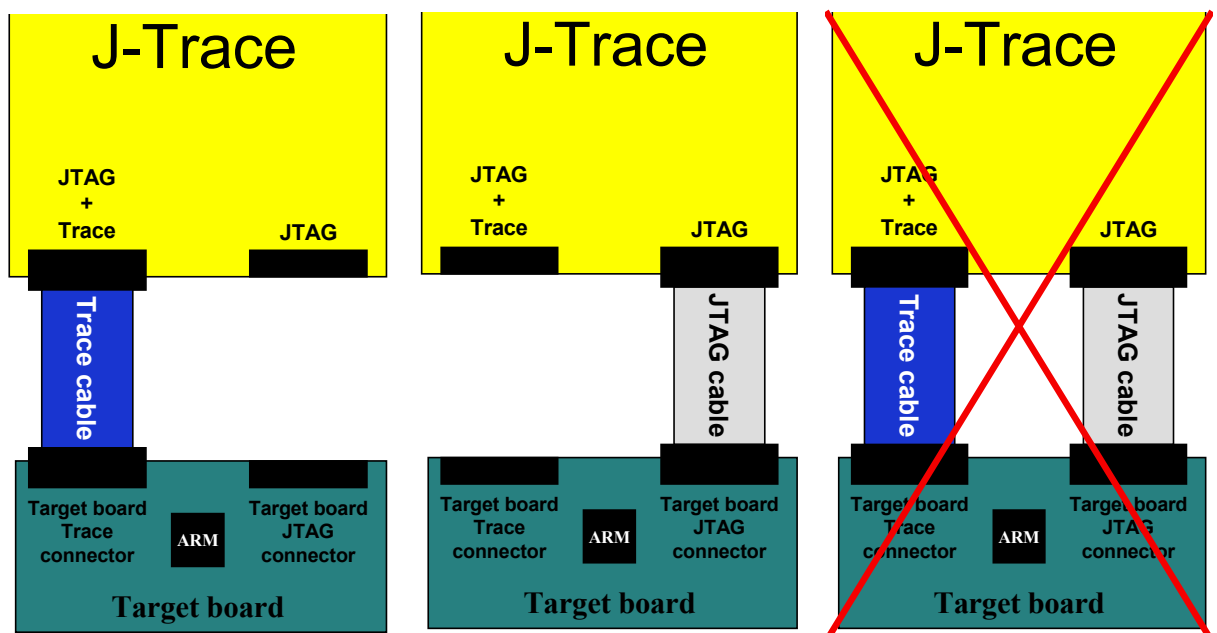 J-Trace
JTAG
+
Trace
JTAG
Trace cable
Target board
Trace
connector
ARM
Target board
JTAG
connector
Target board
J-Trace
JTAG
+
Trace
JTAG
JTAG cable
Target board
Trace
connector
ARM
Target board
JTAG
connector
Target board
J-Trace
JTAG
+
Trace
JTAG
Trace cable
JTAG cable
Target board
Trace
connector
ARM
Target board
JTAG
connector
Target board